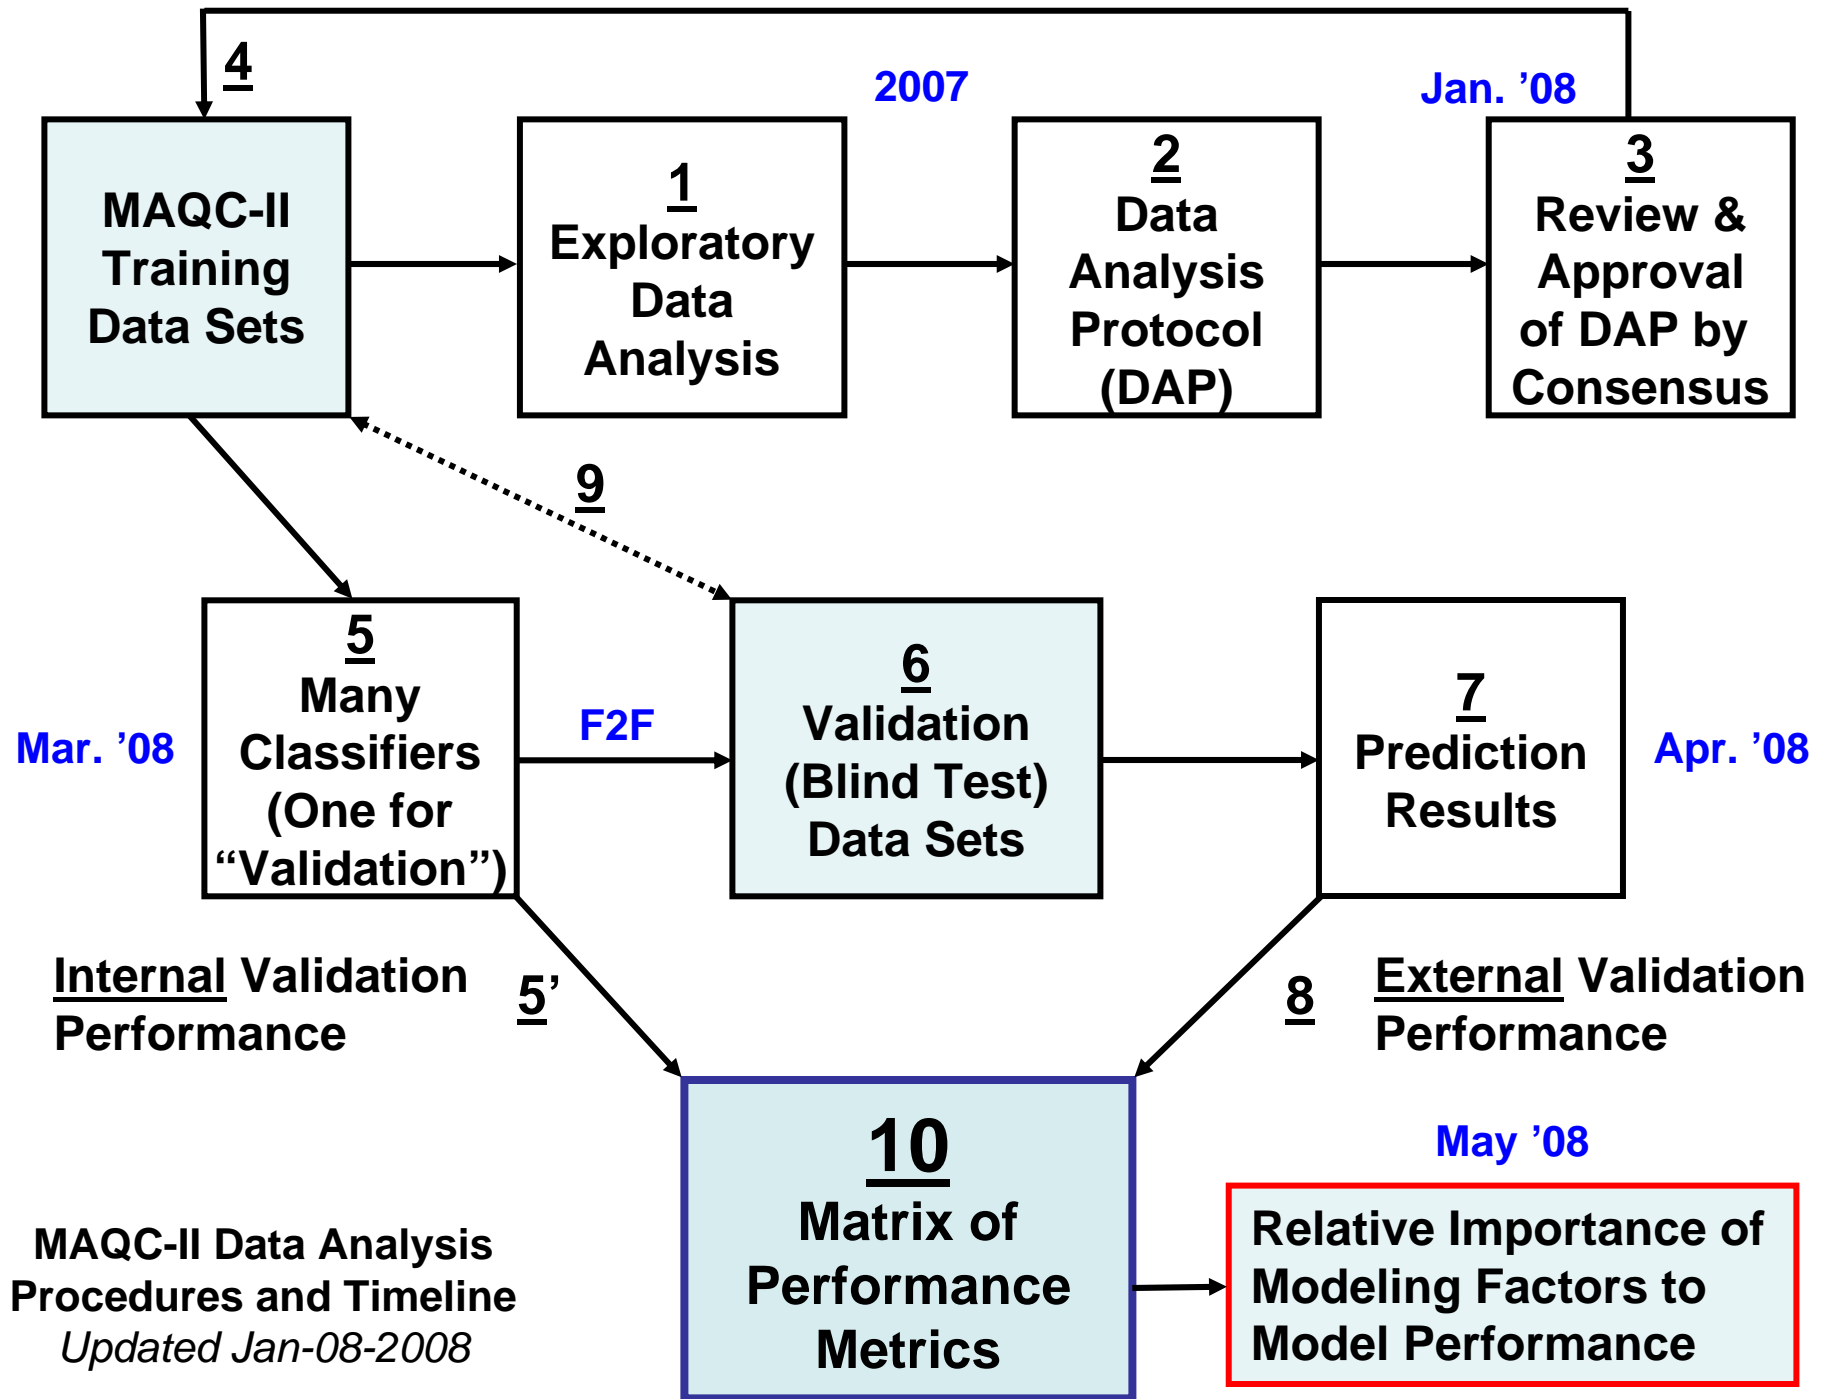 4
2007
Jan. ’08
MAQC-II
Training
Data Sets
1
Exploratory
Data
Analysis
2
Data
Analysis
Protocol
(DAP)
3
Review &
Approval
of DAP by
Consensus
9
Mar. ’08
5
Many
Classifiers
(One for
“Validation”)
F2F
6
Validation
(Blind Test)
Data Sets
7
Prediction
Results
Apr. ’08
Internal Validation
Performance
5’
8
External Validation
Performance
10
Matrix of
Performance
Metrics
May ’08
Relative Importance of
Modeling Factors to
Model Performance
MAQC-II Data Analysis
Procedures and Timeline
Updated Jan-08-2008